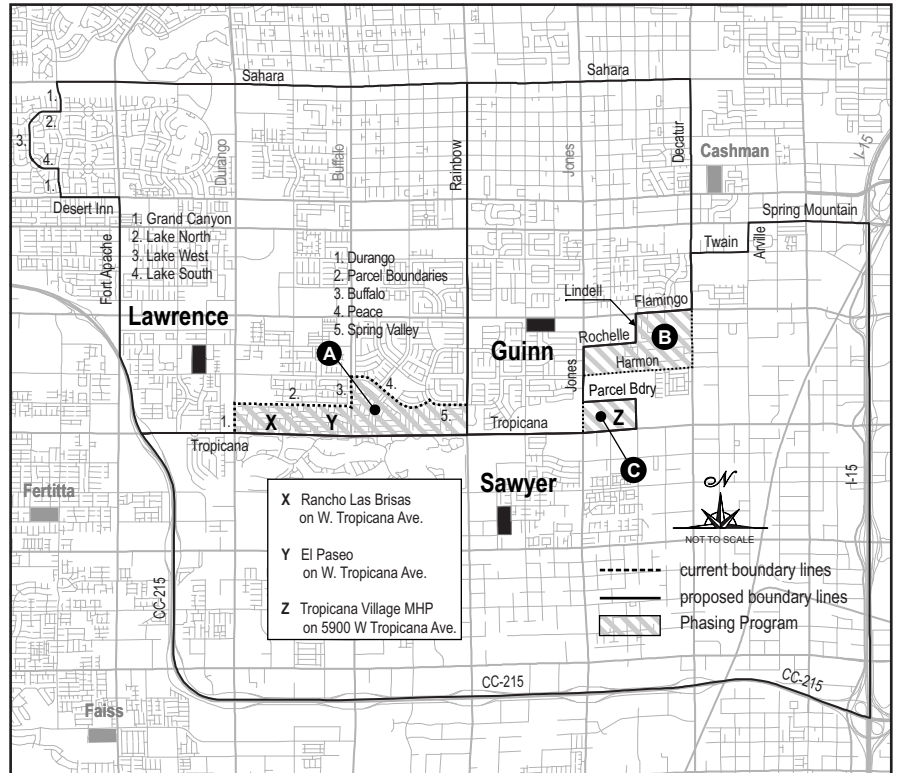 Sahara
Sahara
1.
2.
3.
4.
1.
Durango
Buffalo
Rainbow
Jones
Decatur
Cashman
I-15
Desert Inn
Spring Mountain
1. Grand Canyon
2. Lake North
3. Lake West
4. Lake South
Fort Apache
Twain
Arville
1. Durango
2. Parcel Boundaries
3. Buffalo
4. Peace
5. Spring Valley
Lindell
Flamingo
Lawrence
A
Guinn
Rochelle
B
Harmon
Jones
Parcel Bdry
2.
3.
4.
1.
X
Y
5.
Tropicana
Z
Tropicana
C
Sawyer
Fertitta
N
NOT TO SCALE
I-15
X Rancho Las Brisas
on W. Tropicana Ave.
Y El Paseo
on W. Tropicana Ave.
Z Tropicana Village MHP
on 5900 W Tropicana Ave.
current boundary lines
proposed boundary lines
Phasing Program
CC-215
CC-215
CC-215
Faiss